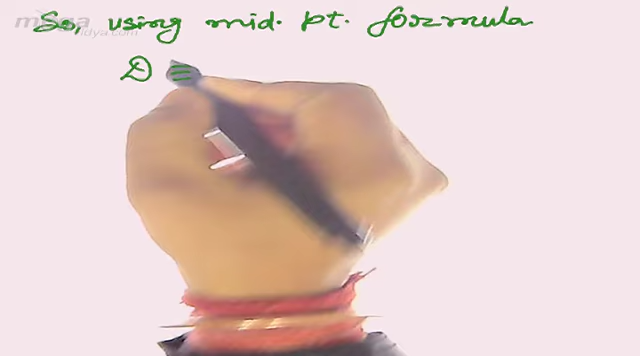 So, using mid. pt. formula
D ≡